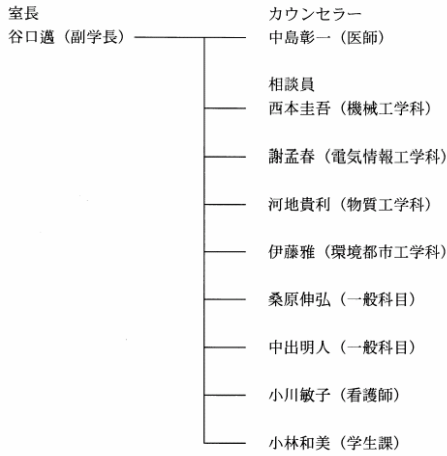 室長
谷口邁（副学長）
カウンセラー
中島彰一（医師）
相談員
西本圭吾（機械工学科）
謝孟春（電気情報工学科）
河地貴利（物質工学科）
伊藤雅（環境都市工学科）
桑原伸弘（一般科目）
中出明人（一般科目）
小川敏子（看護師）
小林和美（学生課）